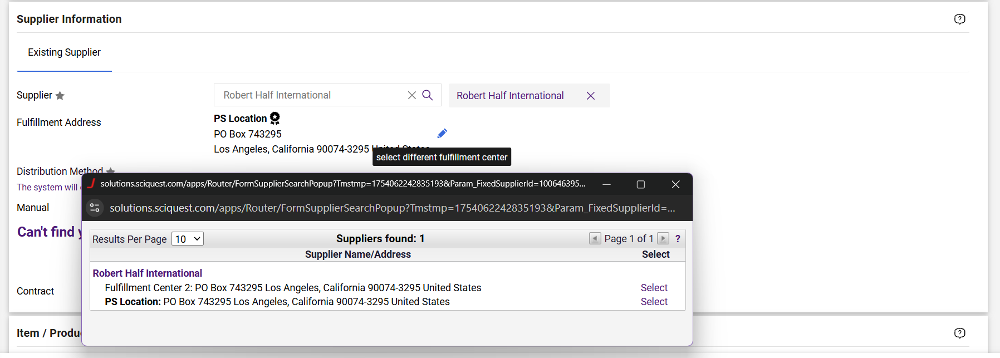 Supplier Information
Existing Supplier
Supplier
Robert Half International
Robert Half International
Fulfillment Address
PS Location
PO Box 743295
Los Angeles, California 90074-3295
select different fulfillment center
Distribution Method
The system will
Manual
Can't find
Contract
Item / Produ
solutions.sciquest.com/apps/Router/FormSupplierSearchPopup?Tmstmp=1754062242835193&Param_FixedSupplierId=100646395...
solutions.sciquest.com/apps/Router/FormSupplierSearchPopup?Tmstmp=1754062242835193&Param_FixedSupplierId=...
Results Per Page 10
Suppliers found: 1
Page 1 of 1 ?
Supplier Name/Address Select
Robert Half International
Fulfillment Center 2: PO Box 743295 Los Angeles, California 90074-3295 United States Select
PS Location: PO Box 743295 Los Angeles, California 90074-3295 United States Select